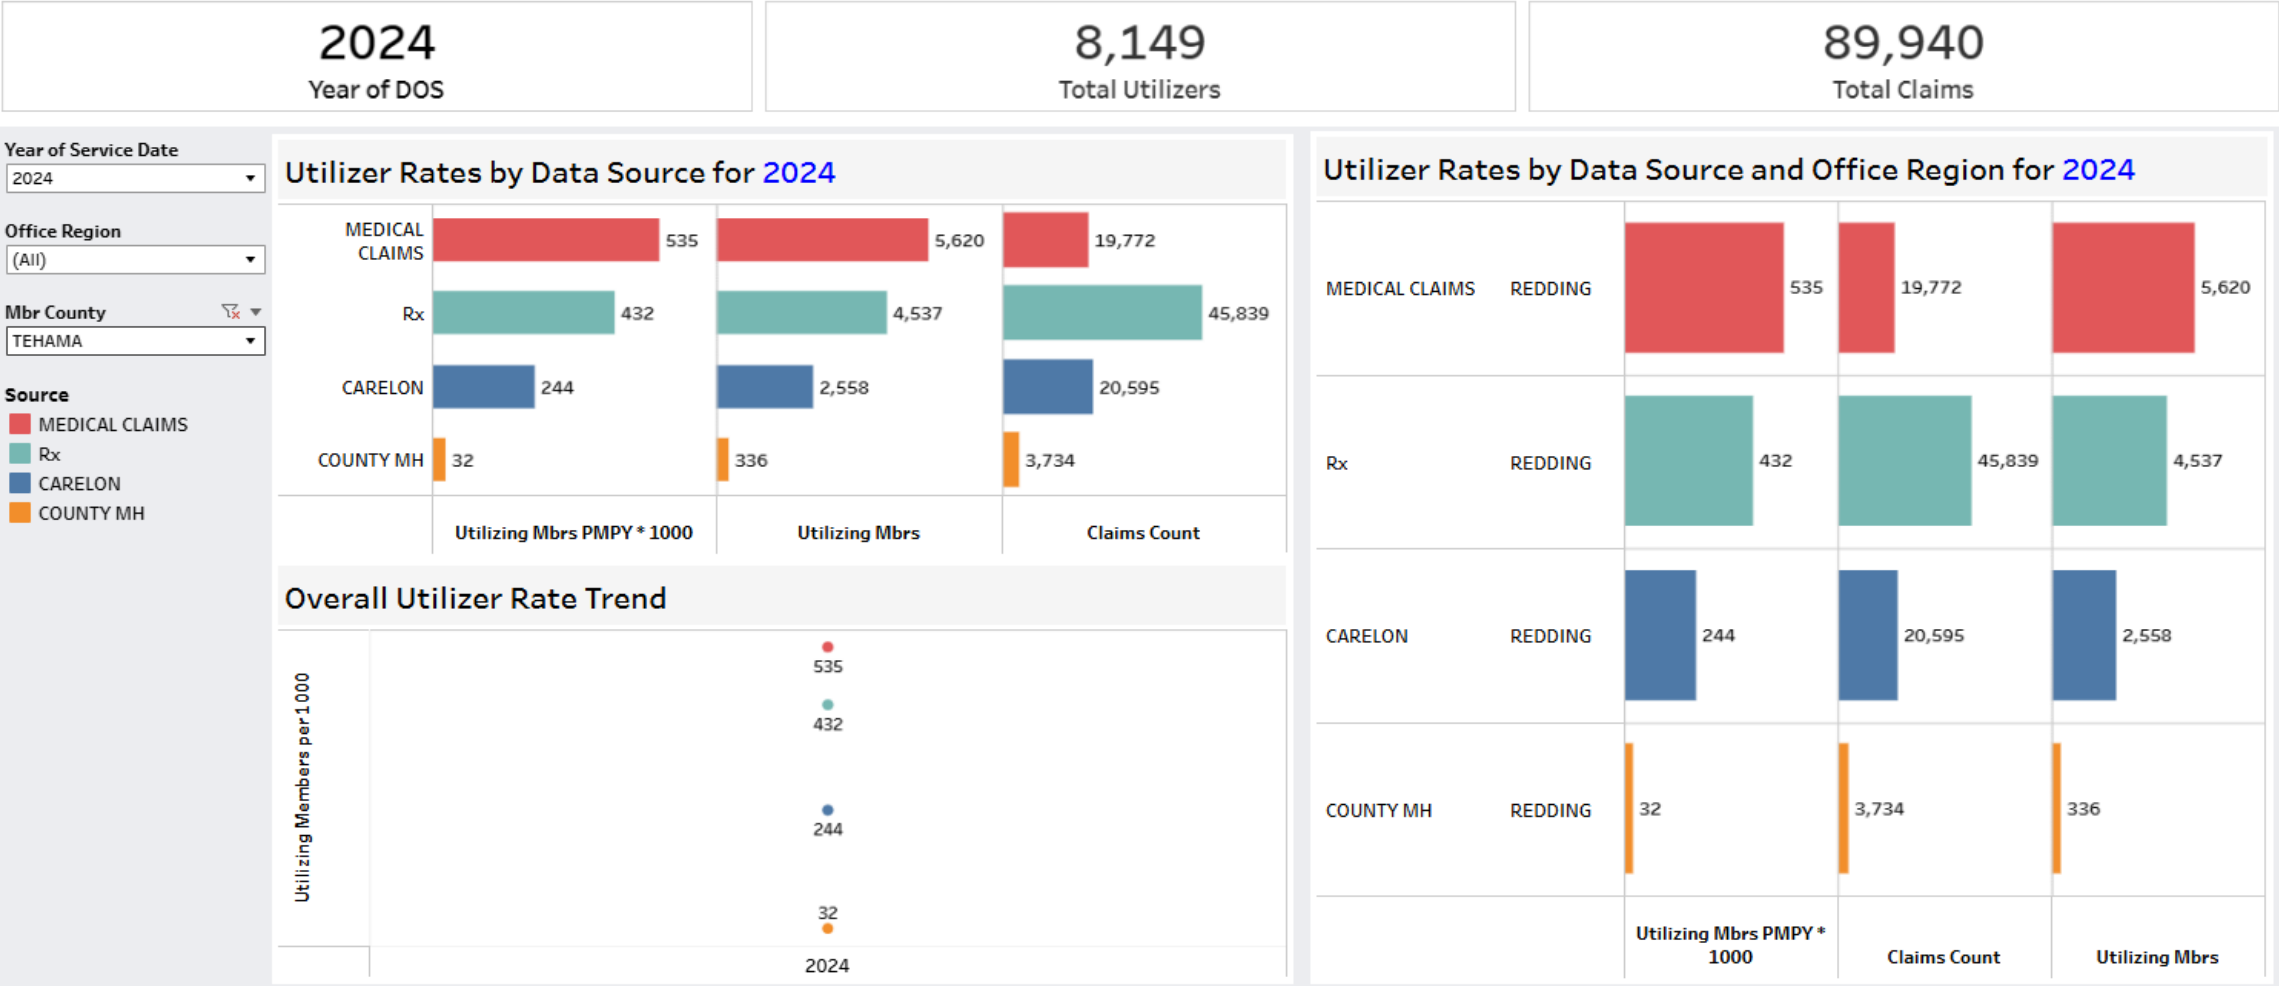 2024
Year of DOS
8,149
Total Utilizers
89,940
Total Claims
Year of Service Date
2024
Office Region
(All)
Mbr County
TEHAMA
Source
MEDICAL CLAIMS
Rx
CARELON
COUNTY MH
Utilizer Rates by Data Source for 2024
MEDICAL
CLAIMS
535
5,620
19,772
Rx
432
4,537
45,839
CARELON
244
2,558
20,595
COUNTY MH
32
336
3,734
Utilizing Mbrs PMPY * 1000
Utilizing Mbrs
Claims Count
Overall Utilizer Rate Trend
Utilizing Members per1000
535
432
244
32
2024
Utilizer Rates by Data Source and Office Region for 2024
MEDICAL CLAIMS
REDDING
535
19,772
5,620
Rx
REDDING
432
45,839
4,537
CARELON
REDDING
244
20,595
2,558
COUNTY MH
REDDING
32
3,734
336
Utilizing Mbrs PMPY *
1000
Claims Count
Utilizing Mbrs